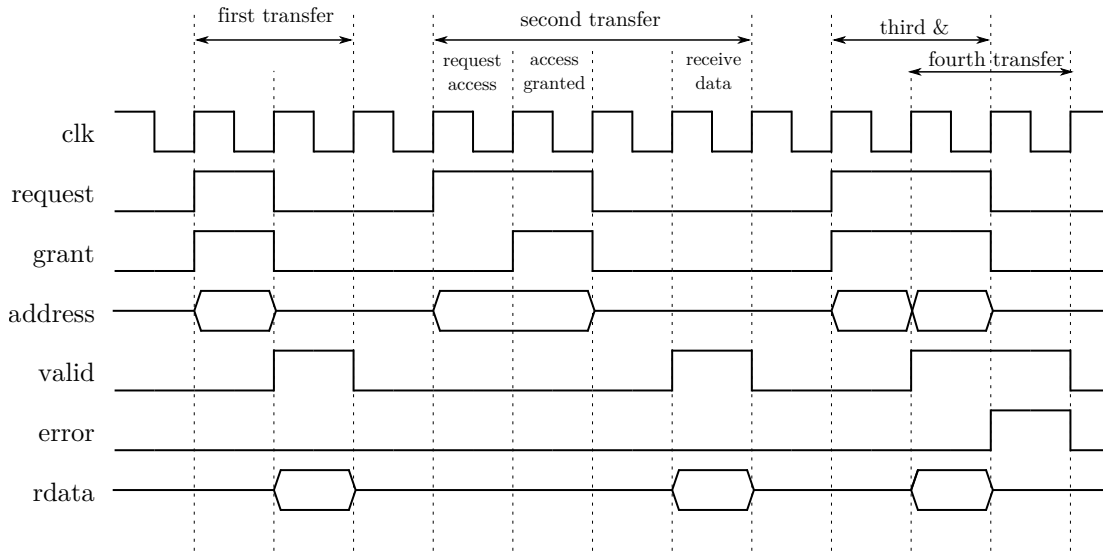 first transfer
second transfer
third &
fourth transfer
request
access
access
granted
receive
data
clk
request
grant
address
valid
error
rdata